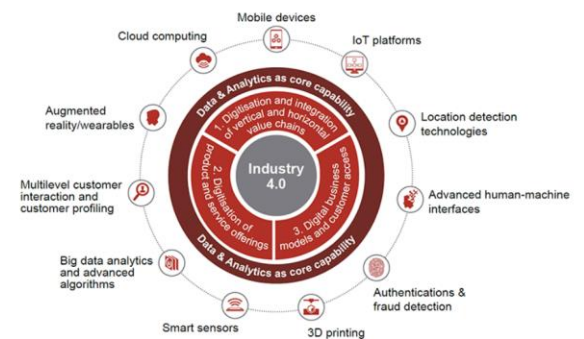 Mobile devices
Cloud computing
IoT platforms
Data & Analytics as core capability
1. Digitisation and integration
of vertical and horizontal
value chains
Augmented
reality/wearables
Location detection
technologies
Industry
4.0
2. Digitisation of
product and service offerings
3. Digital business
models and customer access
Multilevel customer
interaction and
customer profiling
Advanced human-machine
interfaces
Data & Analytics as core capability
Big data analytics
and advanced
algorithms
Authentications &
fraud detection
Smart sensors
3D printing